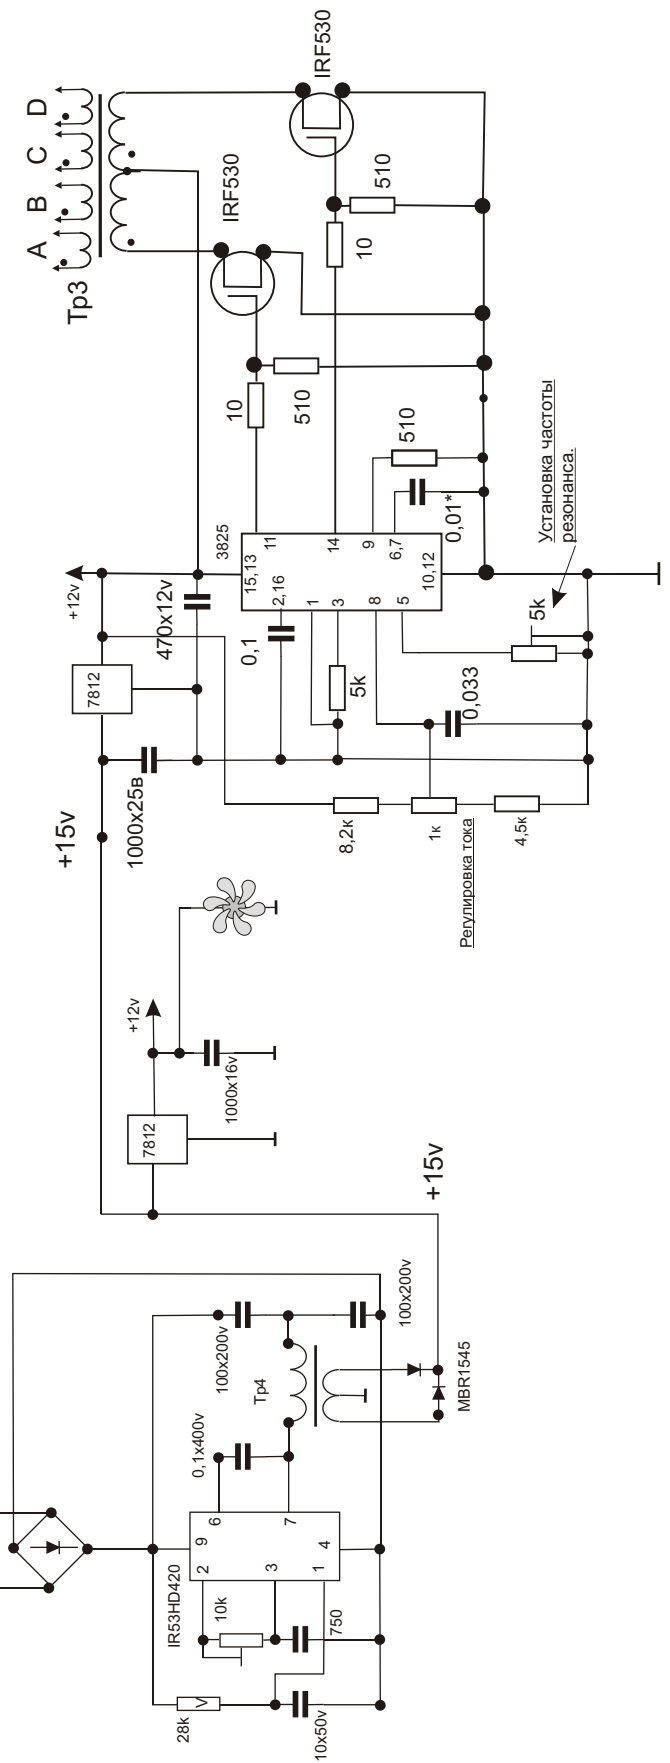 A B C D
Тр3
IRF530
IRF530
10
510
10
510
3825
11
14
9
6,7
10,12
15,13
2,16
1
3
8
5
510
0,01*
+12v
470x12v
7812
0,1
5k
0,033
5k
Установка частоты
резонанса.
+15v
1000x25в
8,2к
1к
4,5к
Регулировка тока
+12v
7812
1000x16v
+15v
100x200v
100x200v
Тр4
0,1x400v
MBR1545
IR53HD420
6
7
9
2
3
1
4
10k
750
28k
V
10x50v